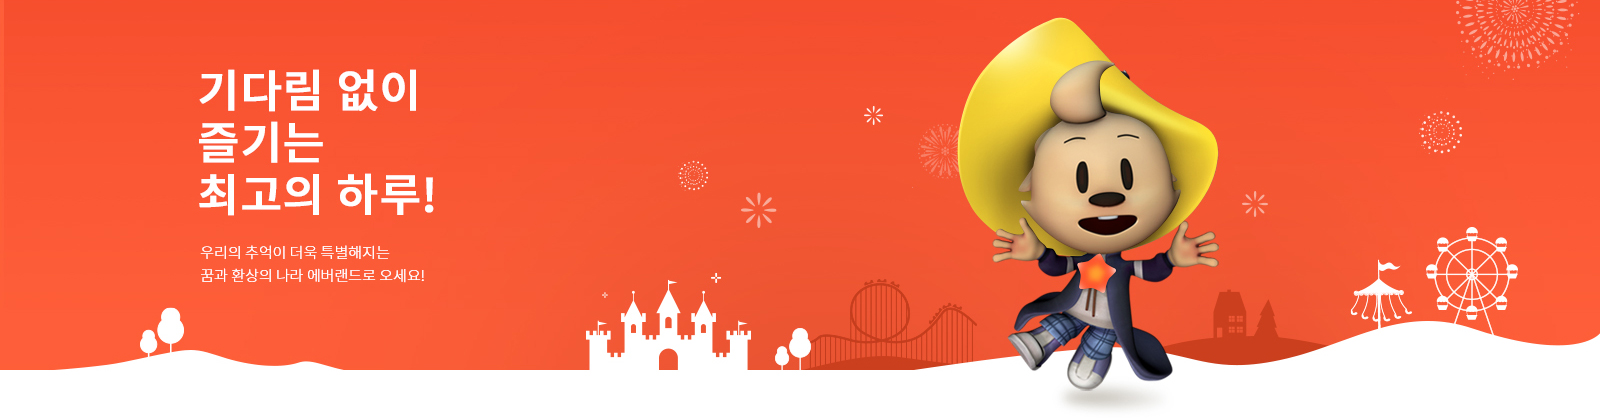 기다림 없이
즐기는
최고의 하루!
우리의 추억이 더욱 특별해지는
꿈과 환상의 나라 에버랜드로 오세요!